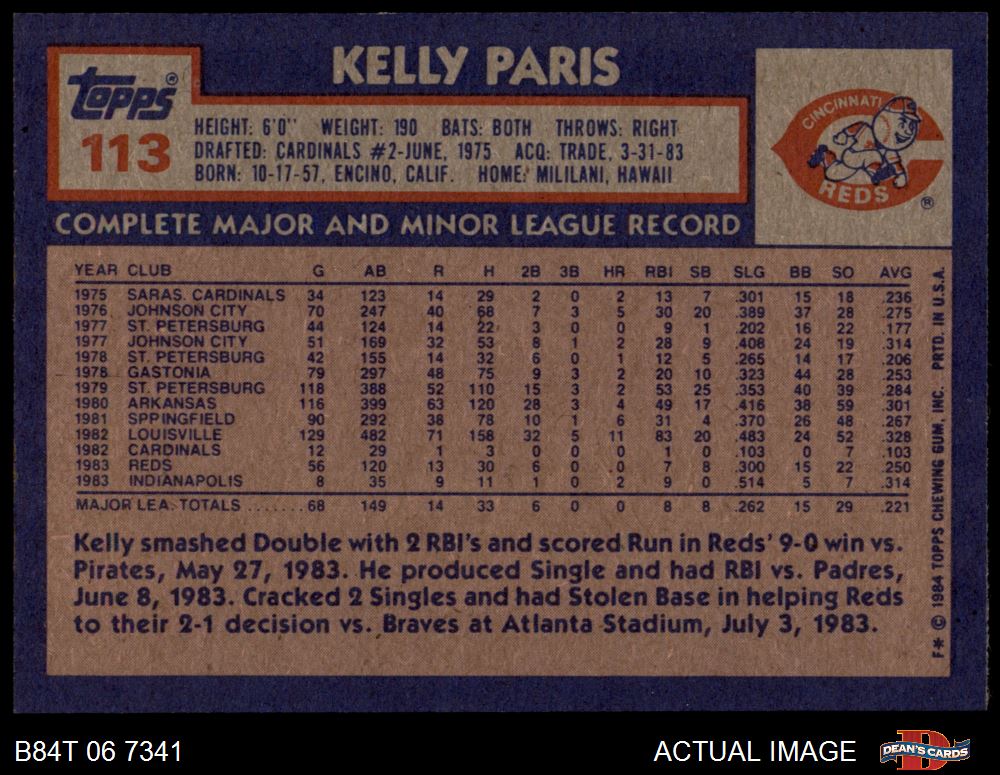 KELLY PARIS
Topps®
113
HEIGHT: 6'0" WEIGHT: 190 BATS: BOTH THROWS: RIGHT
DRAFTED: CARDINALS #2-JUNE, 1975 ACQ: TRADE, 3-31-83
BORN: 10-17-57, ENCINO, CALIF. HOME: MILILANI, HAWAII
CINCINNATI
REDS
®
COMPLETE MAJOR AND MINOR LEAGUE RECORD
YEAR CLUB G AB R H 2B 3B HR RBI SB SLG BB SO AVG
1975 SARAS. CARDINALS 34 123 14 29 2 0 2 13 7 .301 15 18 .236
1976 JOHNSON CITY 70 247 40 68 7 3 5 30 20 .389 37 28 .275
1977 ST. PETERSBURG 44 124 14 22 3 0 0 9 1 .202 16 22 .177
1977 JOHNSON CITY 51 169 32 53 8 1 2 28 9 .408 24 19 .314
1978 ST. PETERSBURG 42 155 14 32 6 0 1 12 5 .265 14 17 .206
1978 GASTONIA 79 297 48 75 9 3 2 20 10 .323 44 28 .253
1979 ST. PETERSBURG 118 388 52 110 15 3 2 53 25 .353 40 39 .284
1980 ARKANSAS 116 399 63 120 28 3 4 49 17 .416 38 59 .301
1981 SPPINGFIELD 90 292 38 78 10 1 6 31 4 .370 26 48 .267
1982 LOUISVILLE 129 482 71 158 32 5 11 83 20 .483 24 52 .328
1982 CARDINALS 12 29 1 3 0 0 0 1 0 .103 0 7 .103
1983 REDS 56 120 13 30 6 0 0 7 8 .300 15 22 .250
1983 INDIANAPOLIS 8 35 9 11 1 0 2 9 0 .514 5 7 .314
MAJOR LEA. TOTALS ....... 68 149 14 33 6 0 0 8 8 .262 15 29 .221
Kelly smashed Double with 2 RBI's and scored Run in Reds' 9-0 win vs.
Pirates, May 27, 1983. He produced Single and had RBI vs. Padres,
June 8, 1983. Cracked 2 Singles and had Stolen Base in helping Reds
to their 2-1 decision vs. Braves at Atlanta Stadium, July 3, 1983.
F* © 1984 TOPPS CHEWING GUM, INC. PRTD. IN U.S.A.
B84T 06 7341
ACTUAL IMAGE
DEAN'S CARDS